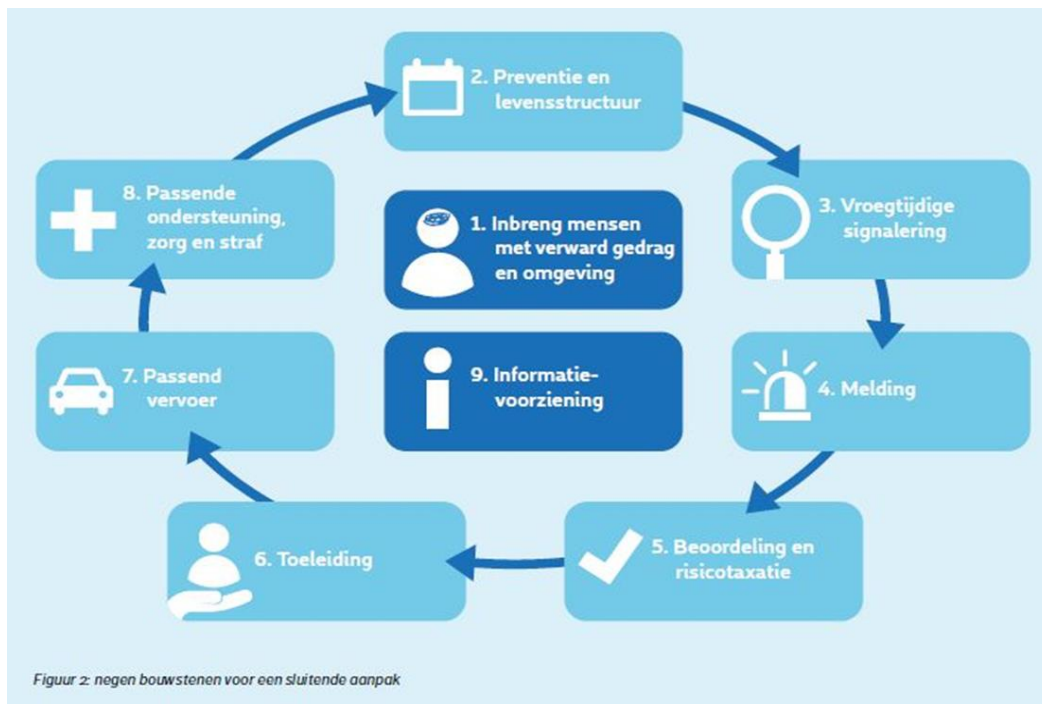 2. Preventie en
levensstructuur
8. Passende
ondersteuning,
zorg en straf
1. Inbreng mensen
met verward gedrag
en omgeving
3. Vroegtijdige
signalering
7. Passend
vervoer
9. Informatie-
voorziening
4. Melding
6. Toeleiding
5. Beoordeling en
risicotaxatie
Figuur 2: negen bouwstenen voor een sluitende aanpak